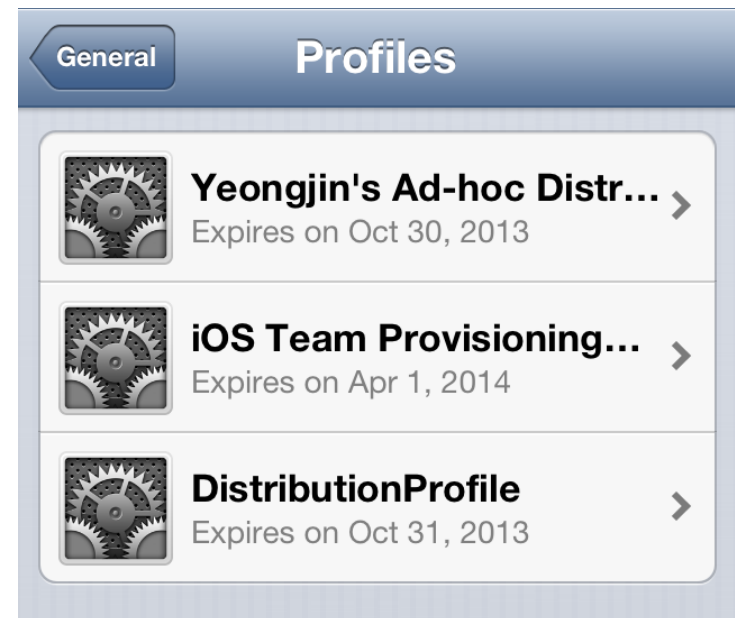 General
Profiles
Yeongjin's Ad-hoc Distr...
Expires on Oct 30, 2013
iOS Team Provisioning...
Expires on Apr 1, 2014
DistributionProfile
Expires on Oct 31, 2013